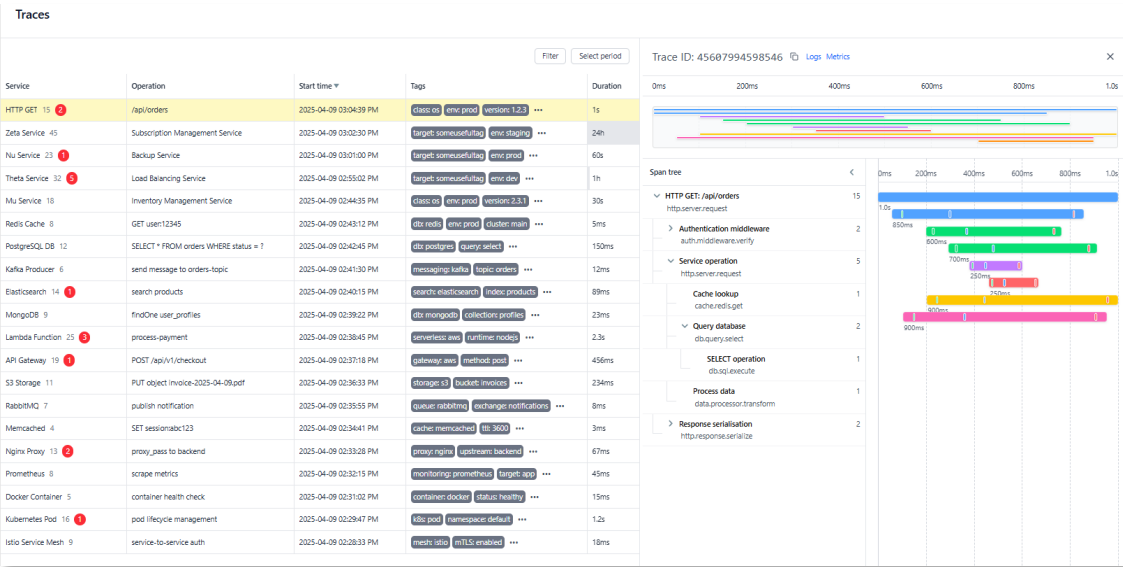 Traces
Filter Select period
Service Operation Start time Tags Duration
HTTP GET 15 2 /api/orders 2025-04-09 03:04:39 PM class: os env: prod version: 1.2.3 ••• 1s
Zeta Service 45 Subscription Management Service 2025-04-09 03:02:30 PM target: someusefultag env: staging ••• 24h
Nu Service 23 1 Backup Service 2025-04-09 03:01:00 PM target: someusefultag env: prod ••• 60s
Theta Service 32 5 Load Balancing Service 2025-04-09 02:55:02 PM target: someusefultag env: dev ••• 1h
Mu Service 18 Inventory Management Service 2025-04-09 02:44:35 PM class: os env: prod version: 2.3.1 ••• 30s
Redis Cache 8 GET user:12345 2025-04-09 02:43:12 PM db: redis env: prod cluster: main ••• 5ms
PostgreSQL DB 12 SELECT * FROM orders WHERE status = ? 2025-04-09 02:42:45 PM db: postgres query: select ••• 150ms
Kafka Producer 6 send message to orders-topic 2025-04-09 02:41:30 PM messaging: kafka topic: orders ••• 12ms
Elasticsearch 14 1 search products 2025-04-09 02:40:15 PM search: elasticsearch index: products ••• 89ms
MongoDB 9 findOne user_profiles 2025-04-09 02:39:22 PM db: mongodb collection: profiles ••• 23ms
Lambda Function 25 3 process-payment 2025-04-09 02:38:45 PM serverless: aws runtime: nodejs ••• 2.3s
API Gateway 19 1 POST /api/v1/checkout 2025-04-09 02:37:18 PM gateway: aws method: post ••• 456ms
S3 Storage 11 PUT object invoice-2025-04-09.pdf 2025-04-09 02:36:33 PM storage: s3 bucket: invoices ••• 234ms
RabbitMQ 7 publish notification 2025-04-09 02:35:55 PM queue: rabbitmq exchange: notifications ••• 8ms
Memcached 4 SET session:abc123 2025-04-09 02:34:41 PM cache: memcached ttl: 3600 ••• 3ms
Nginx Proxy 13 2 proxy_pass to backend 2025-04-09 02:33:28 PM proxy: nginx upstream: backend ••• 67ms
Prometheus 8 scrape metrics 2025-04-09 02:32:15 PM monitoring: prometheus target: app ••• 45ms
Docker Container 5 container health check 2025-04-09 02:31:02 PM container: docker status: healthy ••• 15ms
Kubernetes Pod 16 1 pod lifecycle management 2025-04-09 02:29:47 PM k8s: pod namespace: default ••• 1.2s
Istio Service Mesh 9 service-to-service auth 2025-04-09 02:28:33 PM mesh: istio mTLS: enabled ••• 18ms
Trace ID: 45607994598546 Logs Metrics
0ms 200ms 400ms 600ms 800ms 1.0s
Span tree
0ms 200ms 400ms 600ms 800ms 1.0s
HTTP GET: /api/orders 15
http.server.request
Authentication middleware 2
auth.middleware.verify
Service operation 5
http.server.request
Cache lookup 1
cache.redis.get
Query database 2
db.query.select
SELECT operation 1
db.sql.execute
Process data 1
data.processor.transform
Response serialisation 2
http.response.serialize
1.0s
850ms
600ms
700ms
250ms
250ms
900ms
900ms